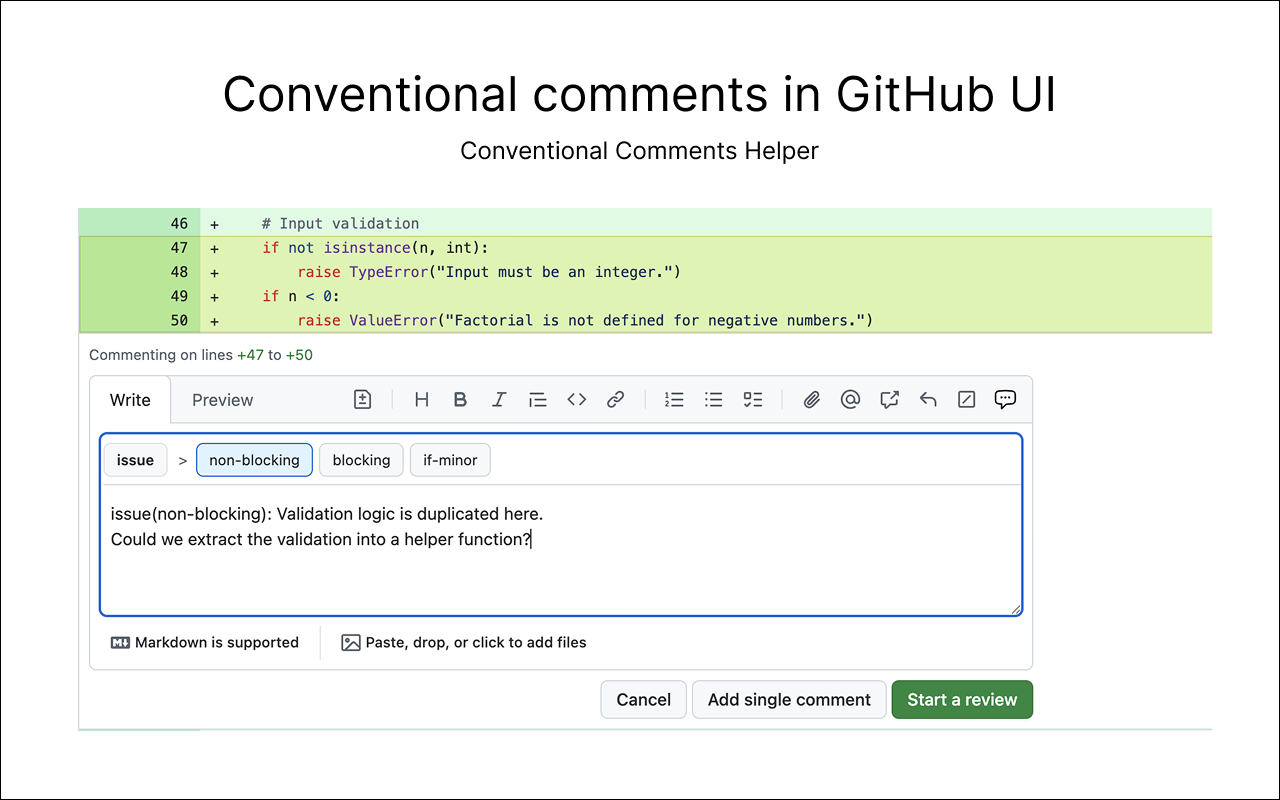 Conventional comments in GitHub UI
Conventional Comments Helper
46 + # Input validation
47 + if not isinstance(n, int):
48 + raise TypeError("Input must be an integer.")
49 + if n < 0:
50 + raise ValueError("Factorial is not defined for negative numbers.")
Commenting on lines +47 to +50
Write Preview
issue > non-blocking blocking if-minor
issue(non-blocking): Validation logic is duplicated here.
Could we extract the validation into a helper function?
Markdown is supported Paste, drop, or click to add files
Cancel Add single comment Start a review